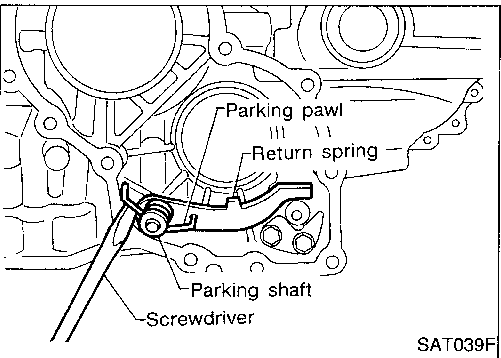 Parking pawl
Return spring
Parking shaft
Screwdriver
SAT039F